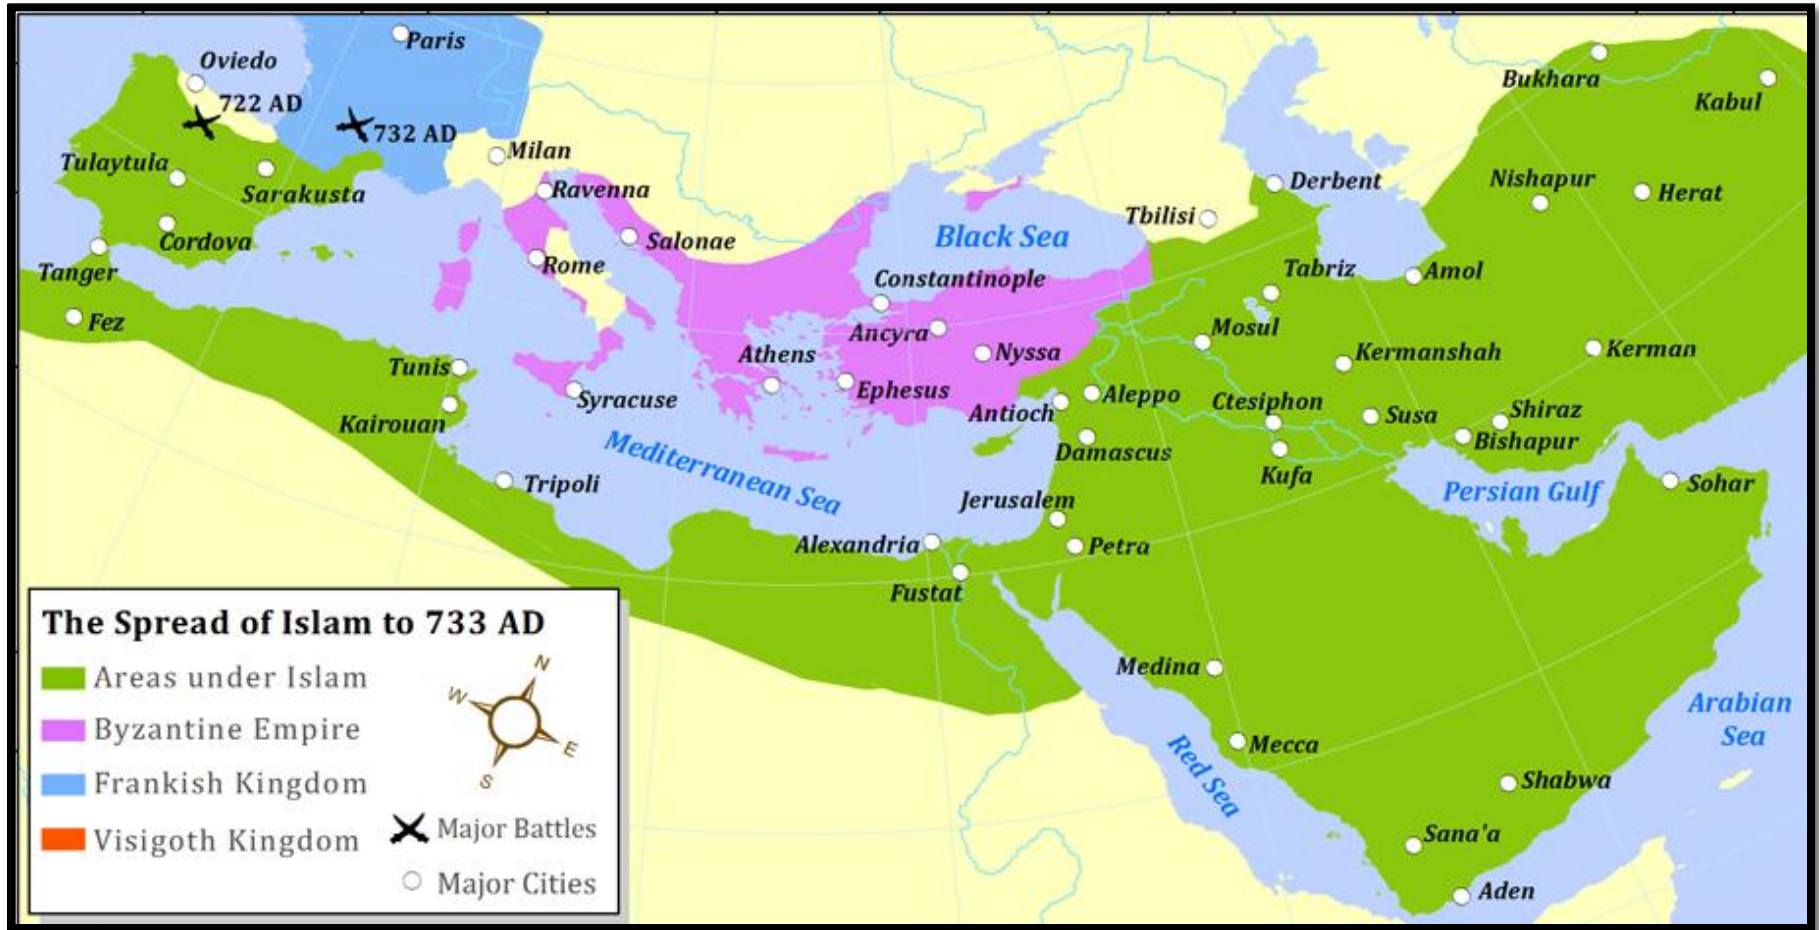 Paris
Oviedo
722 AD
732 AD
Milan
Tulaytula
Sarakusta
Ravenna
Cordova
Salonae
Rome
Tanger
Fez
Black Sea
Constantinople
Tbilisi
Derbent
Bukhara
Kabul
Nishapur
Herat
Tabriz
Amol
Ancyra
Nyssa
Mosul
Kermanshah
Kerman
Tunis
Athens
Ephesus
Syracuse
Kairouan
Antioch
Aleppo
Ctesiphon
Susa
Shiraz
Bishapur
Damascus
Kufa
Mediterranean Sea
Tripoli
Jerusalem
Persian Gulf
Sohar
Alexandria
Petra
Fustat
Medina
Mecca
Red Sea
Arabian
Sea
Shabwa
Sana'a
Aden
The Spread of Islam to 733 AD
Areas under Islam
Byzantine Empire
Frankish Kingdom
Visigoth Kingdom
N
W
E
S
Major Battles
Major Cities